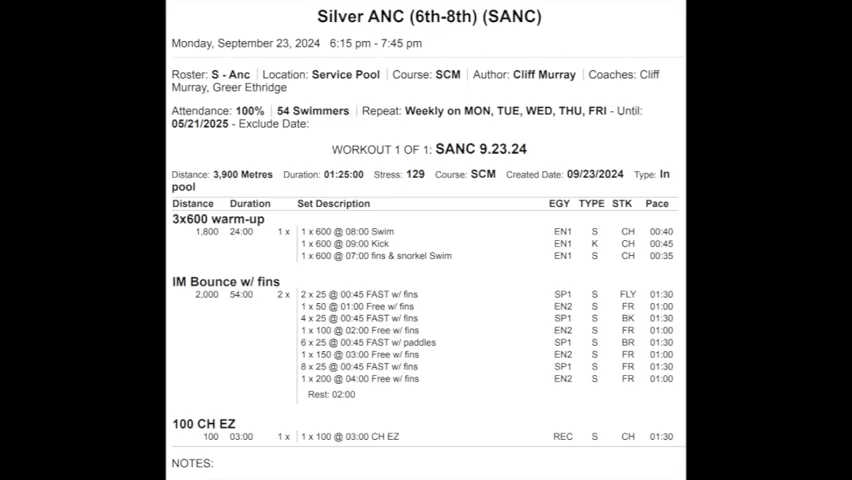 Silver ANC (6th-8th) (SANC)
Monday, September 23, 2024 6:15 pm - 7:45 pm
Roster: S - Anc | Location: Service Pool | Course: SCM | Author: Cliff Murray | Coaches: Cliff
Murray, Greer Ethridge
Attendance: 100% | 54 Swimmers | Repeat: Weekly on MON, TUE, WED, THU, FRI - Until:
05/21/2025 - Exclude Date:
WORKOUT 1 OF 1: SANC 9.23.24
Distance: 3,900 Metres Duration: 01:25:00 Stress: 129 Course: SCM Created Date: 09/23/2024 Type: In
pool
Distance Duration Set Description EGY TYPE STK Pace
3x600 warm-up
1,800 24:00 1 x 1 x 600 @ 08:00 Swim EN1 S CH 00:40
1 x 600 @ 09:00 Kick EN1 K CH 00:45
1 x 600 @ 07:00 fins & snorkel Swim EN1 S CH 00:35
IM Bounce w/ fins
2,000 54:00 2 x 2 x 25 @ 00:45 FAST w/ fins SP1 S FLY 01:30
1 x 50 @ 01:00 Free w/ fins EN2 S FR 01:00
4 x 25 @ 00:45 FAST w/ fins SP1 S BK 01:30
1 x 100 @ 02:00 Free w/ fins EN2 S FR 01:00
6 x 25 @ 00:45 FAST w/ paddles SP1 S BR 01:30
1 x 150 @ 03:00 Free w/ fins EN2 S FR 01:00
8 x 25 @ 00:45 FAST w/ fins SP1 S FR 01:30
1 x 200 @ 04:00 Free w/ fins EN2 S FR 01:00
Rest: 02:00
100 CH EZ
100 03:00 1 x 1 x 100 @ 03:00 CH EZ REC S CH 01:30
NOTES: